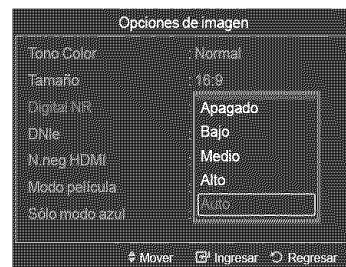 Opciones de imagen
Tono Color : Normal
Tamaño : 16:9
Digital NR : Apagado
DNIe : Bajo
N.neg HDMI : Medio
Modo película : Alto
Sólo modo azul : Auto
Mover Ingresar Regresar